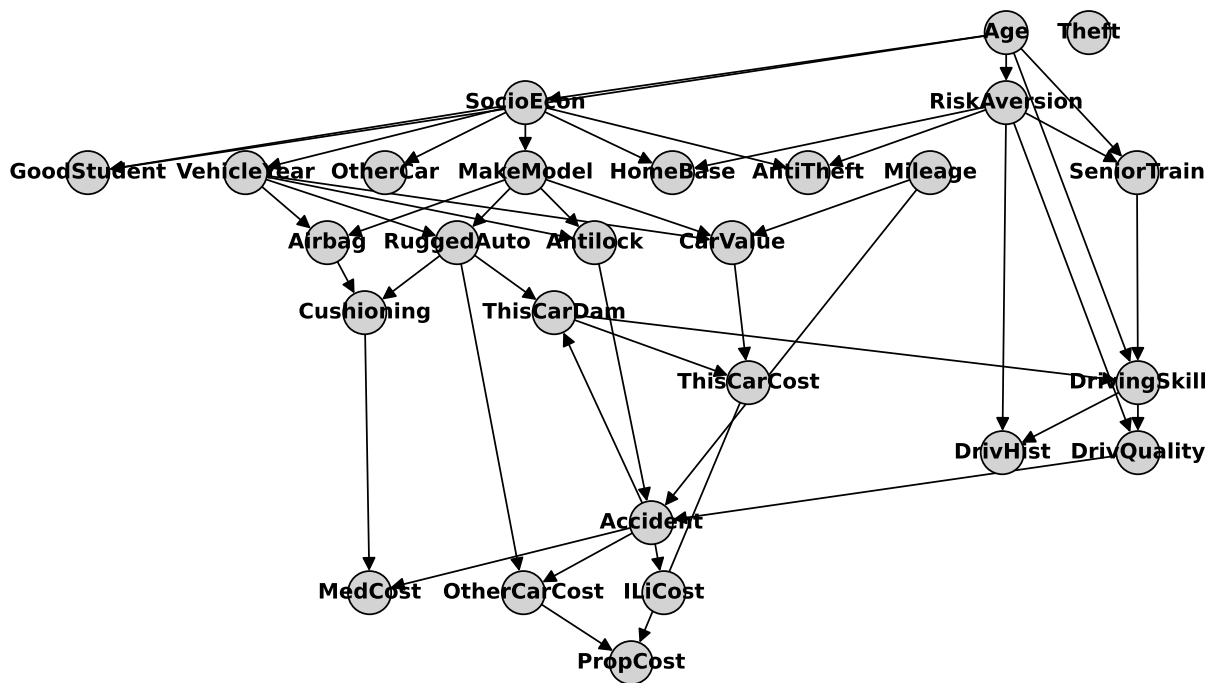 Age Theft
SocioEcon RiskAversion
GoodStudent VehicleYear OtherCar MakeModel HomeBase AntiTheft Mileage SeniorTrain
Airbag RuggedAuto Antilock CarValue
Cushioning ThisCarDam
ThisCarCost DrivingSkill
DrivHist DrivQuality
Accident
MedCost OtherCarCost ILiCost
PropCost